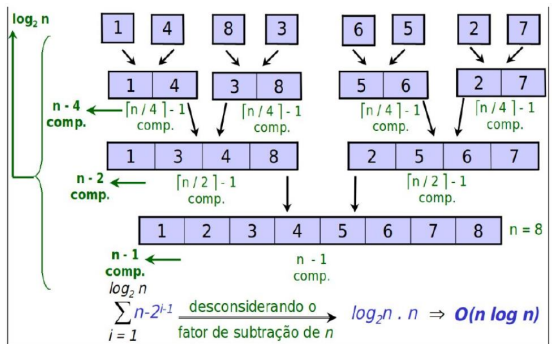 log₂ n
1 4 8 3 6 5 2 7
1 4 3 8 5 6 2 7
n - 4
comp.
⌈n / 4⌉ - 1
comp.
⌈n / 4⌉ - 1
comp.
⌈n / 4⌉ - 1
comp.
⌈n / 4⌉ - 1
comp.
1 3 4 8 2 5 6 7
n - 2
comp.
⌈n / 2⌉ - 1
comp.
⌈n / 2⌉ - 1
comp.
1 2 3 4 5 6 7 8 n = 8
n - 1
comp.
n - 1
comp.
log₂ n
∑ n-2ⁱ⁻¹ desconsiderando o log₂n . n ⇒ O(n log n)
i = 1 fator de subtração de n